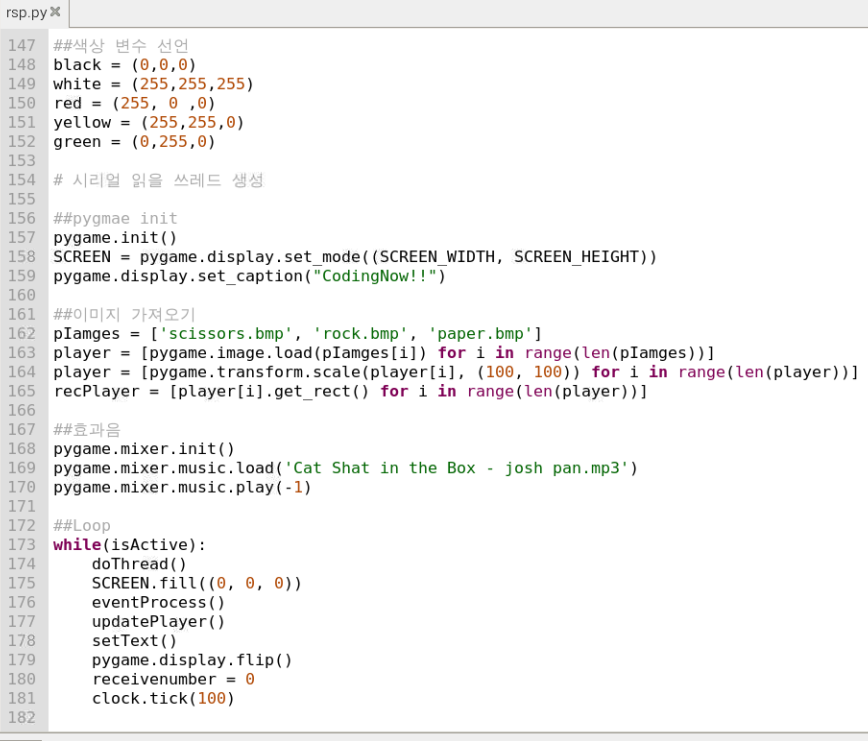 rsp.py
147 ##색상 변수 선언
148 black = (0,0,0)
149 white = (255,255,255)
150 red = (255, 0 ,0)
151 yellow = (255,255,0)
152 green = (0,255,0)
153
154 # 시리얼 읽을 쓰레드 생성
155
156 ##pygmae init
157 pygame.init()
158 SCREEN = pygame.display.set_mode((SCREEN_WIDTH, SCREEN_HEIGHT))
159 pygame.display.set_caption("CodingNow!!")
160
161 ##이미지 가져오기
162 pIamges = ['scissors.bmp', 'rock.bmp', 'paper.bmp']
163 player = [pygame.image.load(pIamges[i]) for i in range(len(pIamges))]
164 player = [pygame.transform.scale(player[i], (100, 100)) for i in range(len(player))]
165 recPlayer = [player[i].get_rect() for i in range(len(player))]
166
167 ##효과음
168 pygame.mixer.init()
169 pygame.mixer.music.load('Cat Shat in the Box - josh pan.mp3')
170 pygame.mixer.music.play(-1)
171
172 ##Loop
173 while(isActive):
174     doThread()
175     SCREEN.fill((0, 0, 0))
176     eventProcess()
177     updatePlayer()
178     setText()
179     pygame.display.flip()
180     receivenumber = 0
181     clock.tick(100)
182